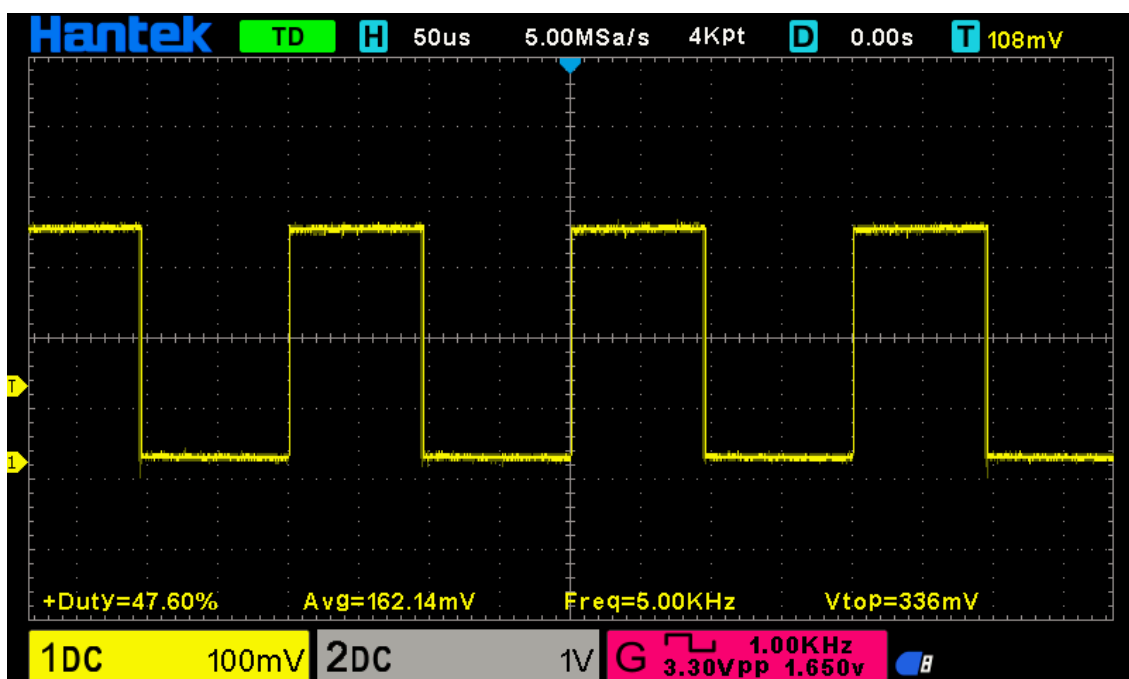 Hantek TD H 50us 5.00MSa/s 4Kpt D 0.00s T 108mV
T
1
+Duty=47.60% Avg=162.14mV Freq=5.00KHz Vtop=336mV
1DC 100mV 2DC 1V G 1.00KHz
3.30Vpp 1.650v